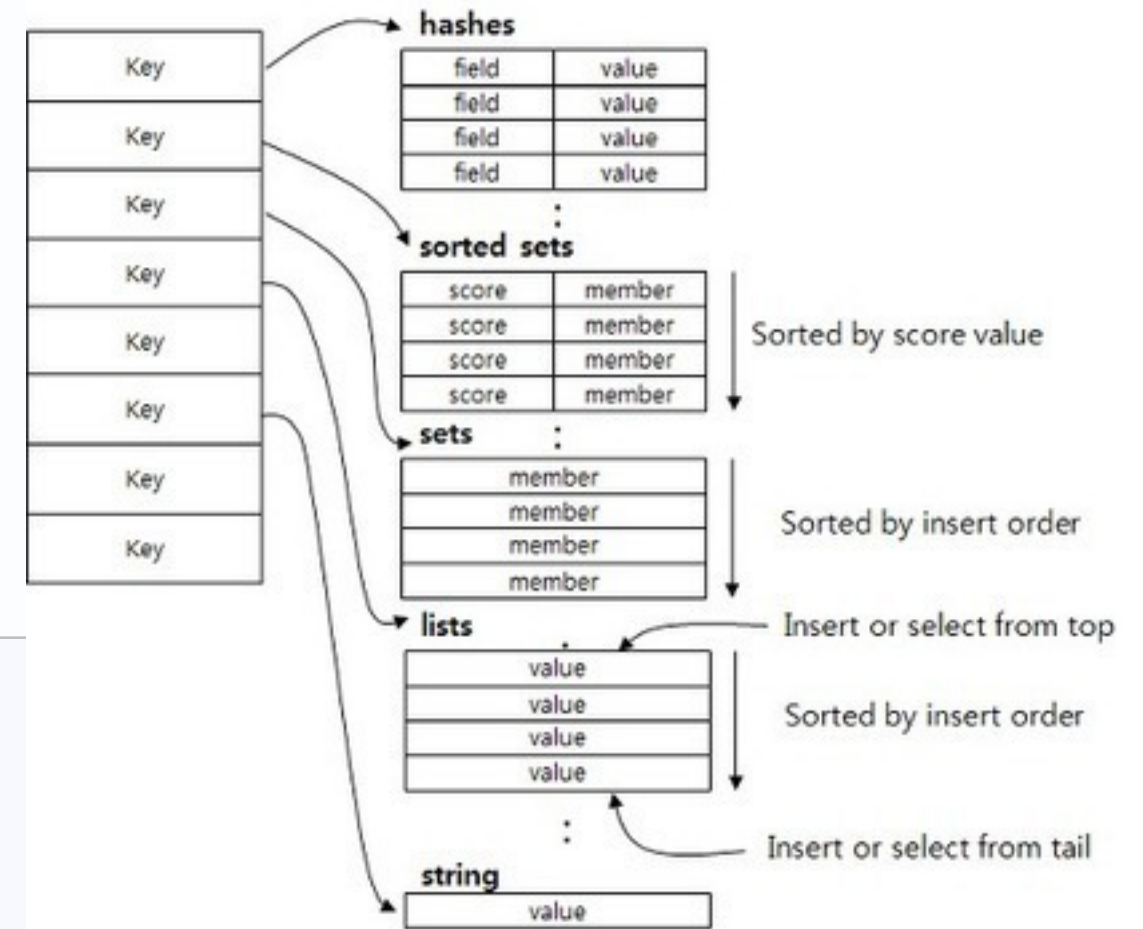 hashes
Key
field value
field value
Key
field value
field value
Key
sorted sets
Key
score member
score member
Sorted by score value
Key
score member
score member
Key
sets
Key
member
member
Sorted by insert order
Key
member
member
lists
Insert or select from top
value
value
Sorted by insert order
value
value
Insert or select from tail
string
value